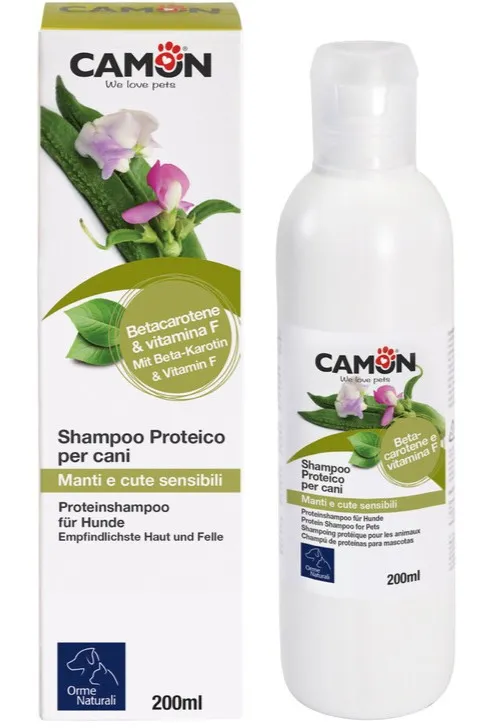 CAMON
We love pets
Betacarotene
& vitamina F
Mit Beta-Karotin
& Vitamin F
Shampoo Proteico
per cani
Manti e cute sensibili
Proteinshampoo
für Hunde
Empfindlichste Haut und Felle
Orme
Naturali
200ml
CAMON
We love pets
Beta-
carotene e
vitamina F
Shampoo
Proteico
per cani
Manti e cute sensibili
Proteinshampoo für Hunde
Protein Shampoo for Pets
Shampoing protéique pour les animaux
Champú de proteinas para mascotas
Orme
Naturali
200ml